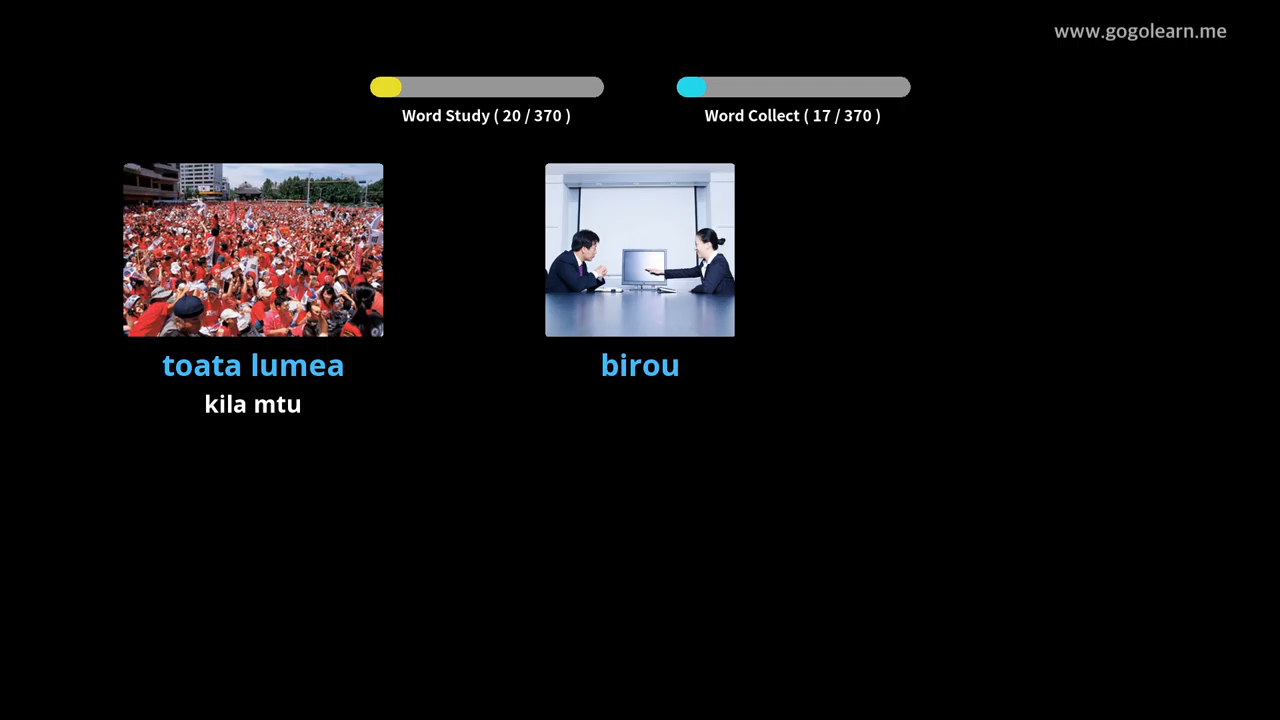 www.gogolearn.me
Word Study ( 20 / 370 )
Word Collect ( 17 / 370 )
toata lumea
kila mtu
birou